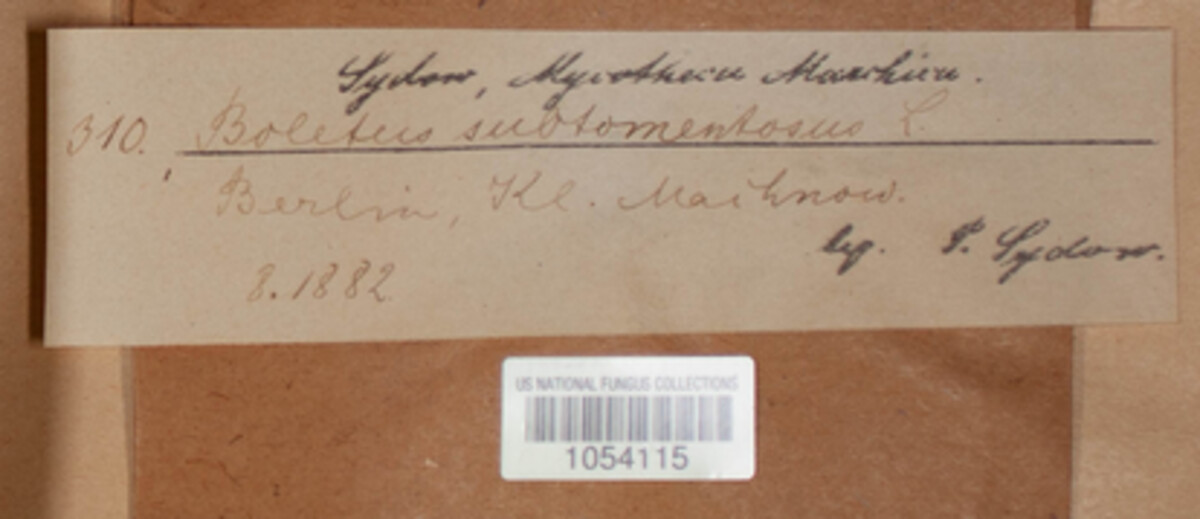 Sydow, Mycotheca Marchica.
310. Boletus subtomentosus L.
Berlin, Kl. Machnow.
leg. P. Sydow.
8. 1882.
US NATIONAL FUNGUS COLLECTIONS
1054115